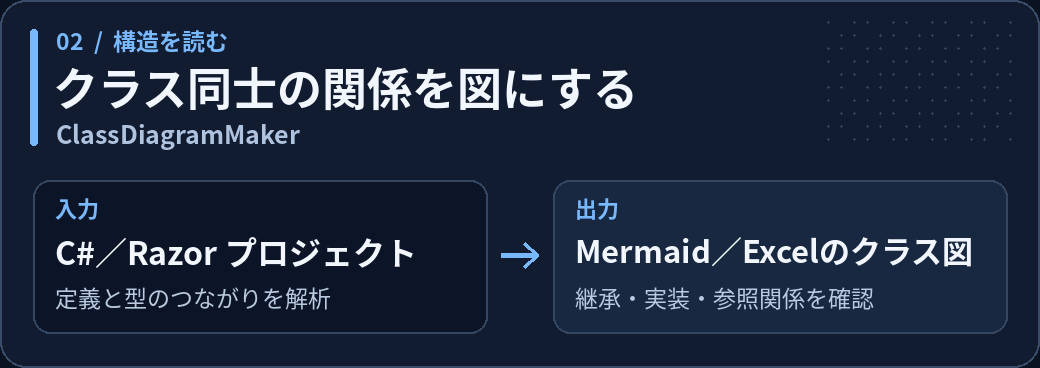 02 / 構造を読む
クラス同士の関係を図にする
ClassDiagramMaker
入力
C#／Razor プロジェクト
定義と型のつながりを解析
出力
Mermaid／Excelのクラス図
継承・実装・参照関係を確認